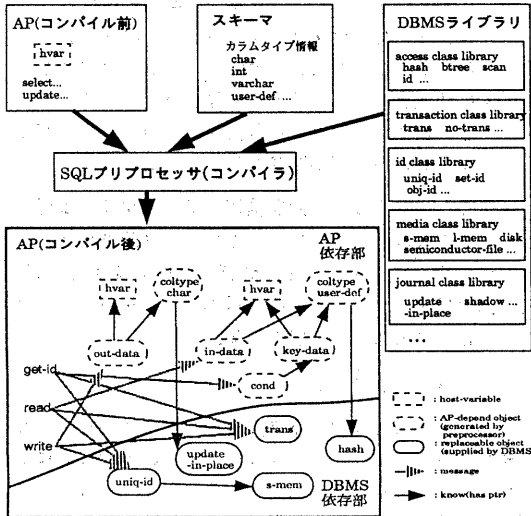 AP(コンパイル前)
hvar
select...
update...
スキーマ
カラムタイプ情報
char
int
varchar
user-def ...
DBMSライブラリ
access class library
hash btree scan
id ...
transaction class library
trans no-trans ...
id class library
uniq-id set-id
obj-id ...
media class library
s-mem l-mem disk
semiconductor-file ...
journal class library
update shadow ...
-in-place
...
SQLプリプロセッサ(コンパイラ)
AP(コンパイル後)
AP
依存部
hvar
coltype
char
hvar
coltype
user-def
out-data
in-data
key-data
cond
get-id
read
write
trans
update
-in-place
hash
uniq-id
s-mem
DBMS
依存部
: host-variable
: AP-depend object
(generated by
preprocessor)
: replaceable object
(supplied by DBMS)
: message
: know(has ptr)